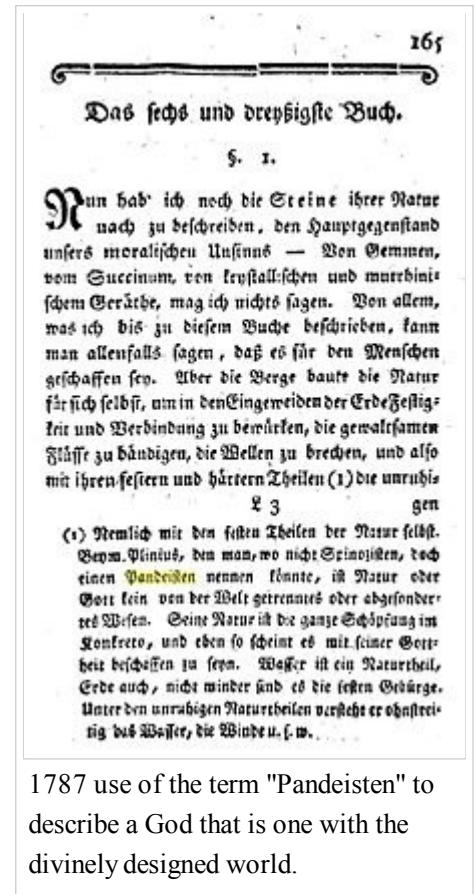 165
Das sechs und dreyßigste Buch.
§. 1.
Nun hab' ich noch die Steine ihrer Natur
nach zu beschreiben, den Hauptgegenstand
unsers moralischen Unsinns — Von Gemmen,
vom Succinum, von krystallischen und murrhini-
schem Geräthe, mag ich nichts sagen. Von allem,
was ich bis zu diesem Buche beschrieben, kann
man allenfalls sagen, daß es für den Menschen
geschaffen sey. Aber die Berge baute die Natur
für sich selbst, um in den Eingeweiden der Erde Festig-
keit und Verbindung zu bewürken, die gewaltsamen
Flüsse zu bändigen, die Wellen zu brechen, und also
mit ihren festern und härtern Theilen (1) die unruhi-
L 3 gen
(1) Nemlich mit den festen Theilen der Natur selbst.
Beym Plinius, den man, wo nicht Spinozisten, doch
einen Pandeisten nennen könnte, ist Natur oder
Gott kein von der Welt getrenntes oder abgesonder-
tes Wesen. Seine Natur ist die ganze Schöpfung im
Konkreto, und eben so scheint es mit seiner Gott-
heit beschaffen zu seyn. Wasser ist ein Naturtheil,
Erde auch, nicht minder sind es die festen Gebürge.
Unter den unruhigen Naturtheilen versteht er ohnstrei-
tig das Wasser, die Winde u. s. w.
1787 use of the term "Pandeisten" to
describe a God that is one with the
divinely designed world.